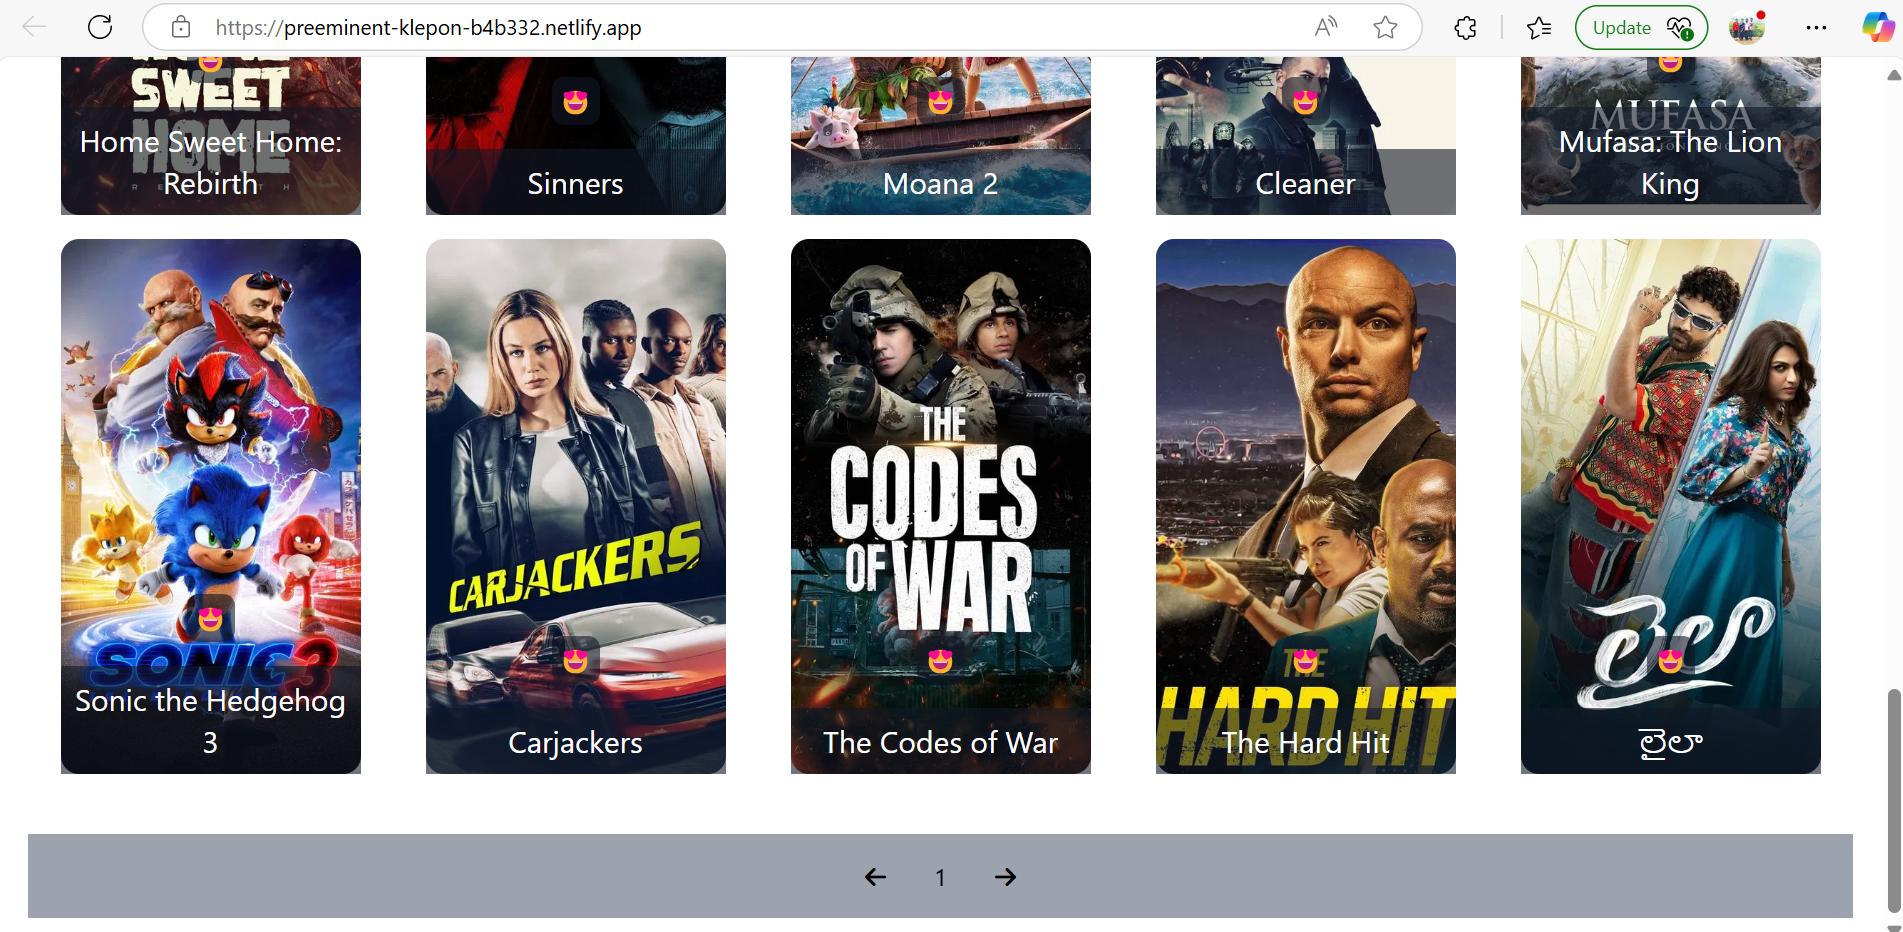 https://preeminent-klepon-b4b332.netlify.app
Update
SWEET
HOME
Home Sweet Home:
Rebirth
Sinners
Moana 2
Cleaner
MUFASA
Mufasa: The Lion
King
SONIC 3
Sonic the Hedgehog
3
CARJACKERS
Carjackers
THE
CODES
OF WAR
The Codes of War
THE
HARD HIT
The Hard Hit
లైలా
లైలా
1